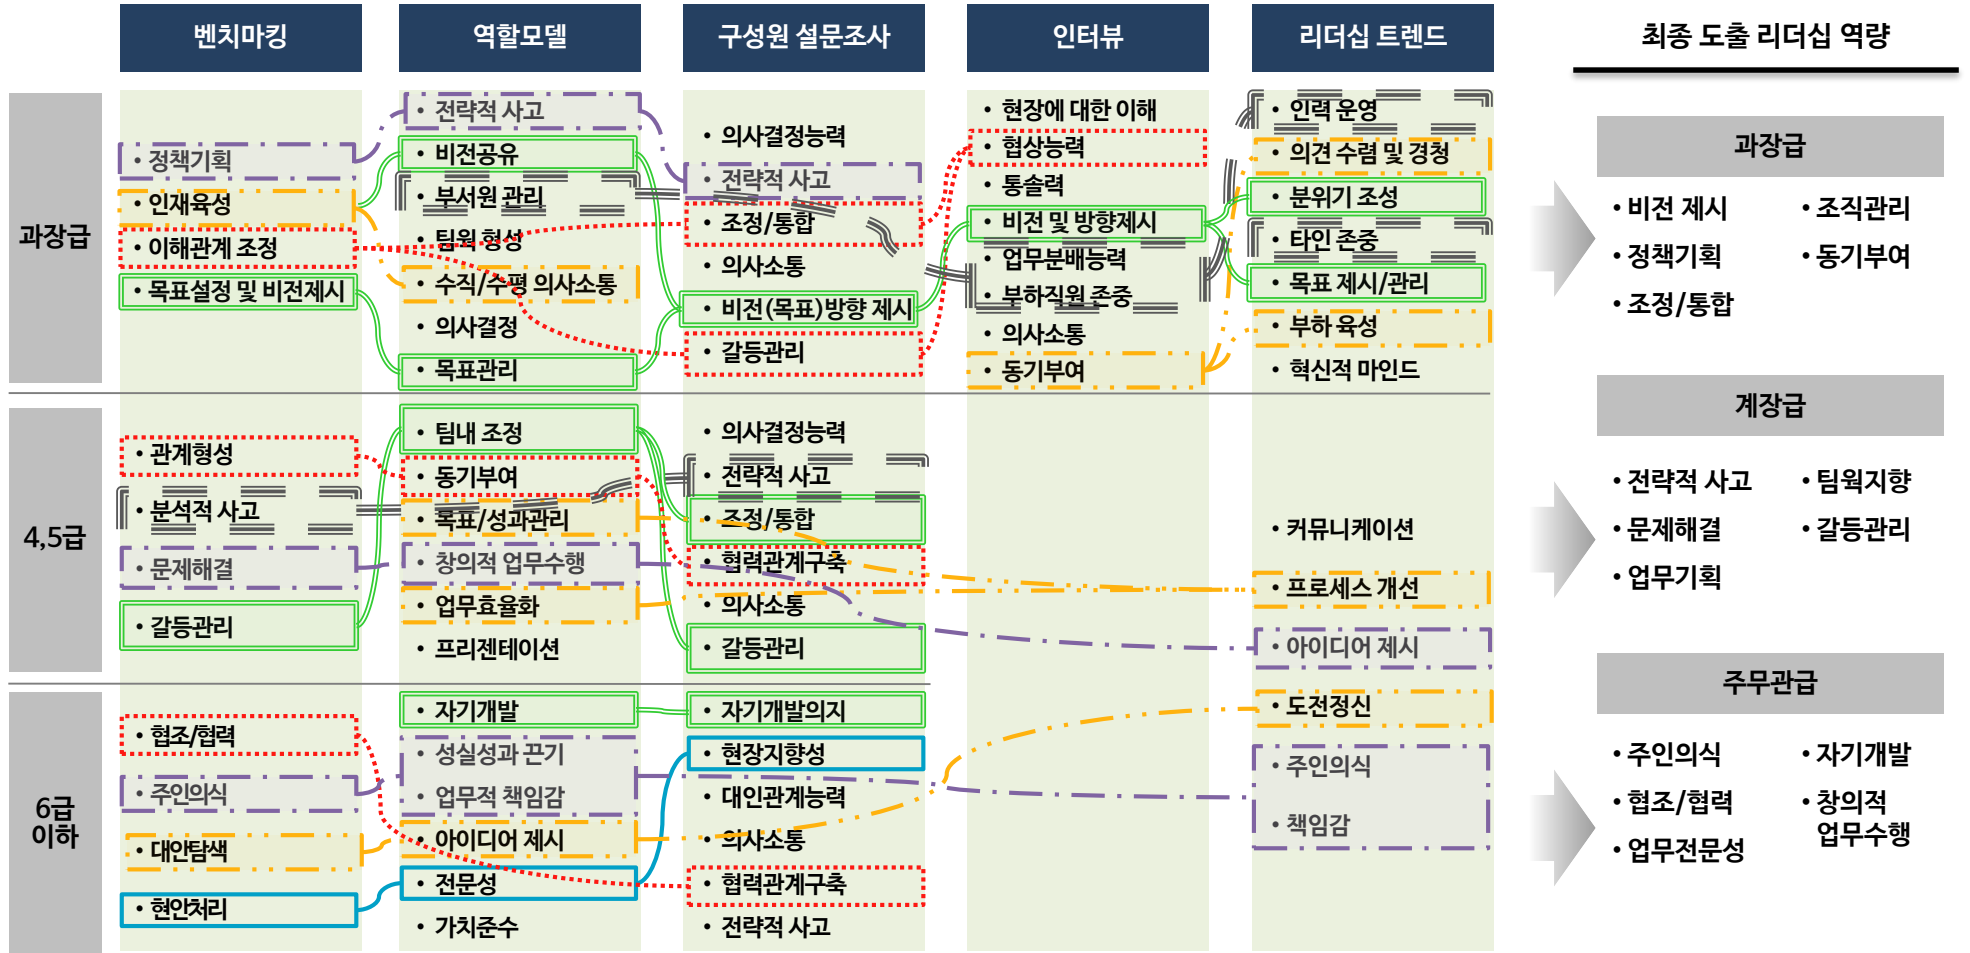 벤치마킹
역할모델
구성원 설문조사
인터뷰
리더십 트렌드
최종 도출 리더십 역량
과장급
• 정책기획
• 인재육성
• 이해관계 조정
• 목표설정 및 비전제시
• 전략적 사고
• 비전공유
• 부서원 관리
• 팀웍 형성
• 수직/수평 의사소통
• 의사결정
• 목표관리
• 의사결정능력
• 전략적 사고
• 조정/통합
• 의사소통
• 비전(목표)방향 제시
• 갈등관리
• 현장에 대한 이해
• 협상능력
• 통솔력
• 비전 및 방향제시
• 업무분배능력
• 부하직원 존중
• 의사소통
• 동기부여
• 인력 운영
• 의견 수렴 및 경청
• 분위기 조성
• 타인 존중
• 목표 제시/관리
• 부하 육성
• 혁신적 마인드
4,5급
• 관계형성
• 분석적 사고
• 문제해결
• 갈등관리
• 팀내 조정
• 동기부여
• 목표/성과관리
• 창의적 업무수행
• 업무효율화
• 프리젠테이션
• 의사결정능력
• 전략적 사고
• 조정/통합
• 협력관계구축
• 의사소통
• 갈등관리
• 커뮤니케이션
• 프로세스 개선
• 아이디어 제시
6급
이하
• 협조/협력
• 주인의식
• 대안탐색
• 현안처리
• 자기개발
• 성실성과 끈기
• 업무적 책임감
• 아이디어 제시
• 전문성
• 가치준수
• 자기개발의지
• 현장지향성
• 대인관계능력
• 의사소통
• 협력관계구축
• 전략적 사고
• 도전정신
• 주인의식
• 책임감
과장급
• 비전 제시
• 정책기획
• 조정/통합
• 조직관리
• 동기부여
계장급
• 전략적 사고
• 문제해결
• 업무기획
• 팀웍지향
• 갈등관리
주무관급
• 주인의식
• 협조/협력
• 업무전문성
• 자기개발
• 창의적
업무수행